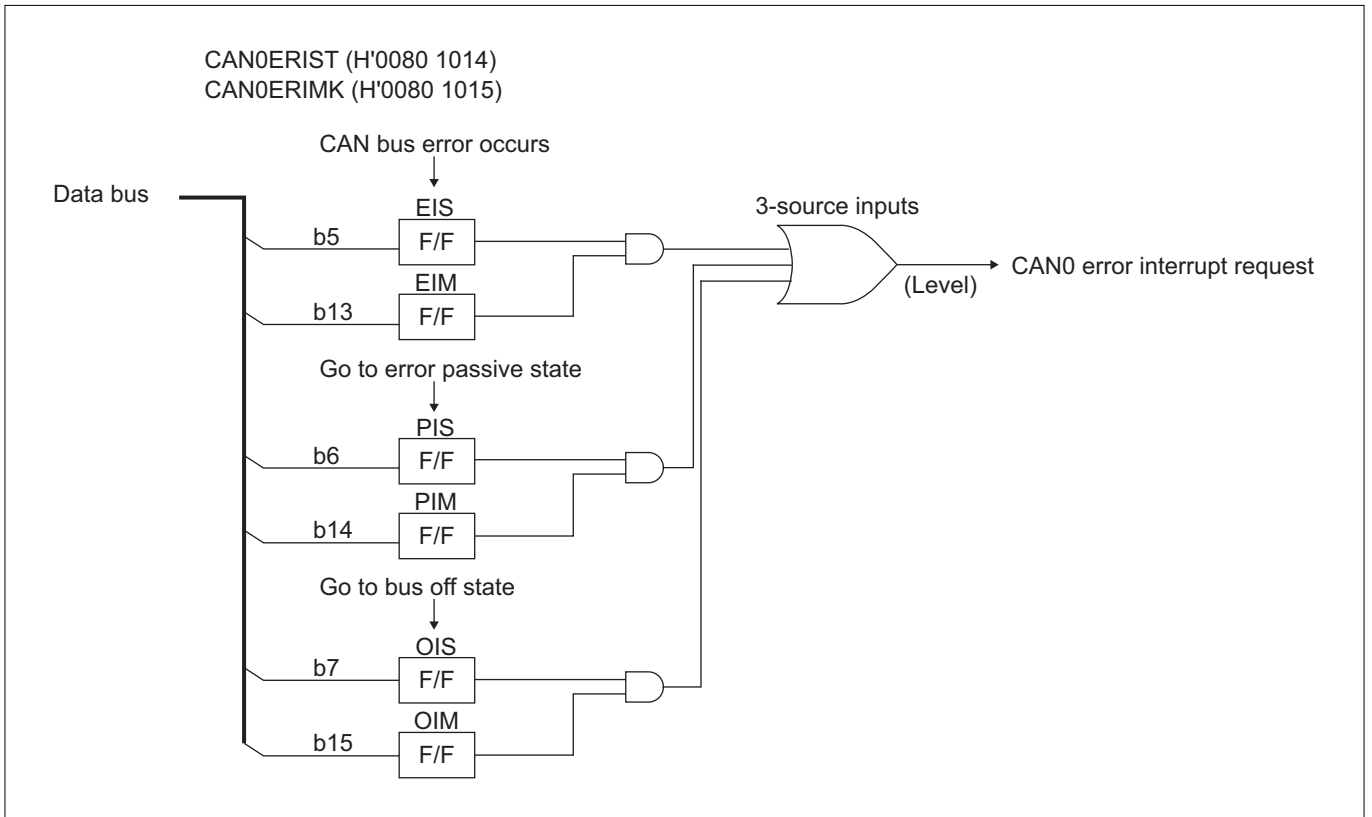 CAN0ERIST (H'0080 1014)
CAN0ERIMK (H'0080 1015)
CAN bus error occurs
Data bus
EIS
3-source inputs
b5
F/F
EIM
CAN0 error interrupt request
(Level)
b13
F/F
Go to error passive state
PIS
b6
F/F
PIM
b14
F/F
Go to bus off state
OIS
b7
F/F
OIM
b15
F/F